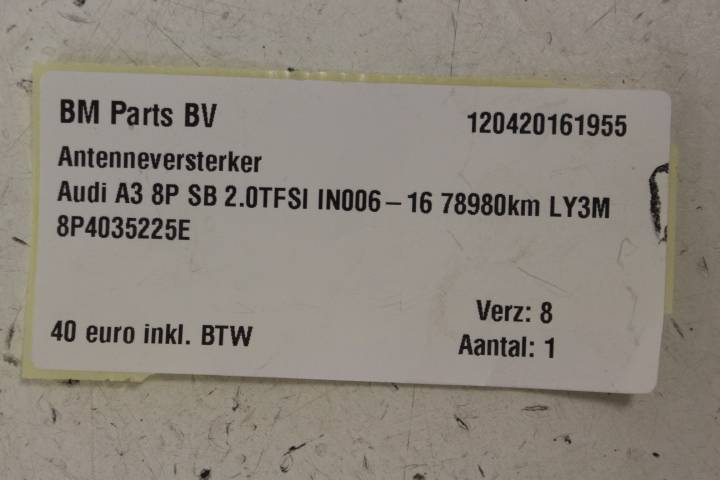 BM Parts BV 120420161955
Antenneversterker
Audi A3 8P SB 2.0TFSI IN006-16 78980km LY3M
8P4035225E
Verz: 8
40 euro inkl. BTW Aantal: 1